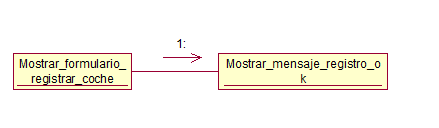 1:
Mostrar_formulario_
registrar_coche
Mostrar_mensaje_registro_o
k